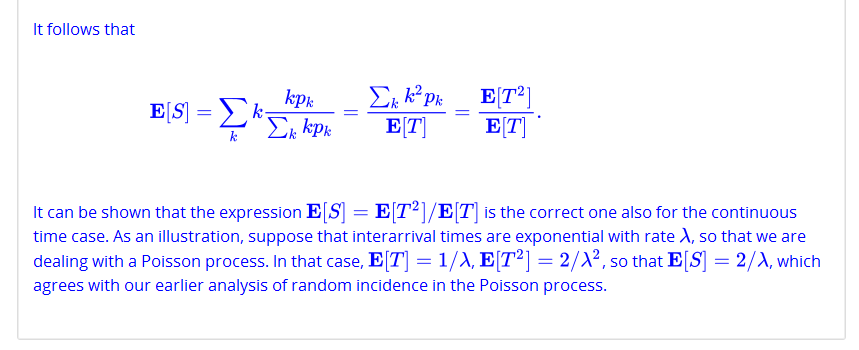 It follows that
E[S] = ∑_k k kp_k / ∑_k kp_k = ∑_k k²p_k / E[T] = E[T²] / E[T].
It can be shown that the expression E[S] = E[T²]/E[T] is the correct one also for the continuous
time case. As an illustration, suppose that interarrival times are exponential with rate λ, so that we are
dealing with a Poisson process. In that case, E[T] = 1/λ, E[T²] = 2/λ², so that E[S] = 2/λ, which
agrees with our earlier analysis of random incidence in the Poisson process.